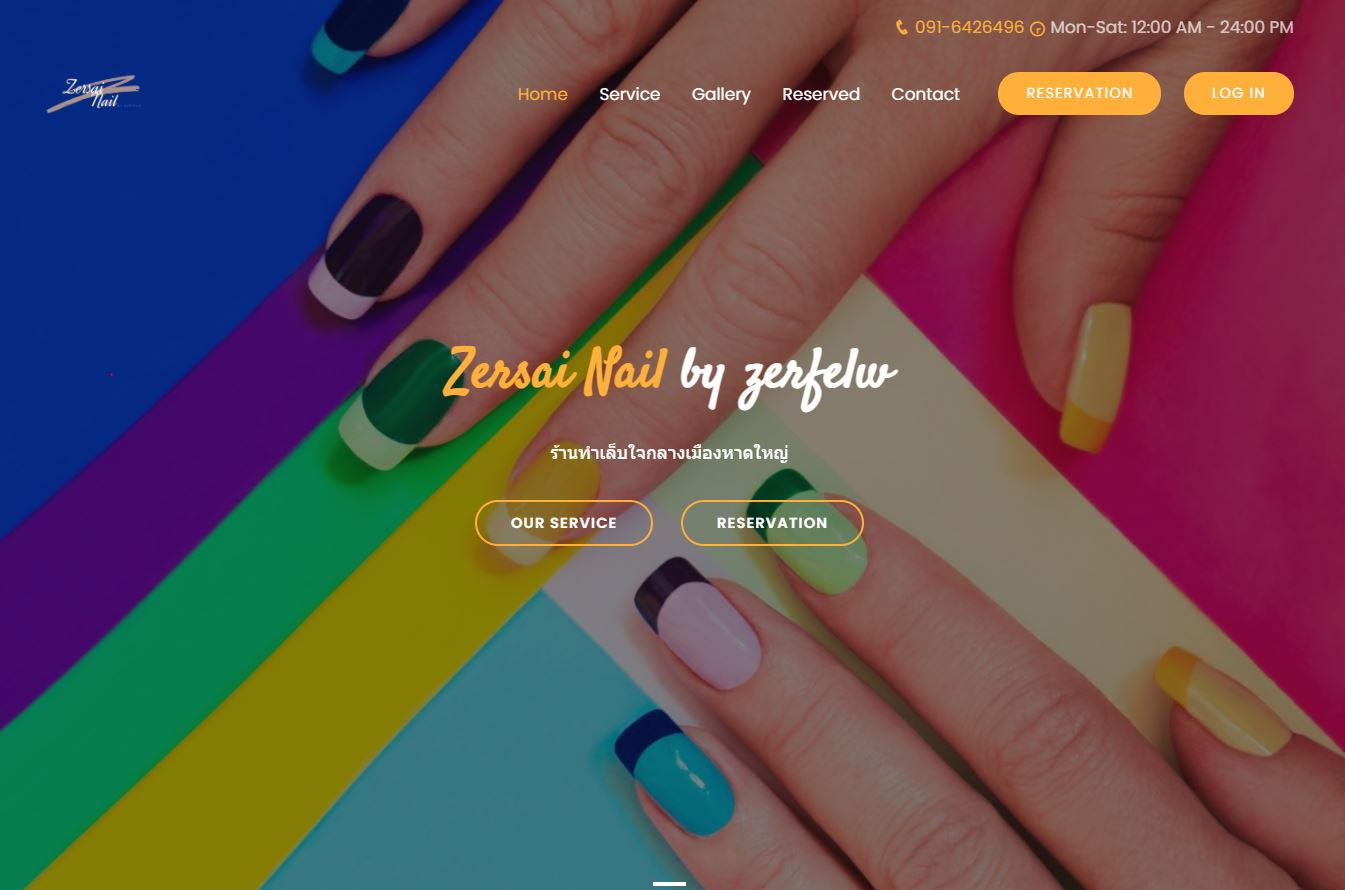 091-6426496 Mon-Sat: 12:00 AM - 24:00 PM
Zersai
Nail
Home Service Gallery Reserved Contact RESERVATION LOG IN
Zersai Nail by zerfelw
ร้านทำเล็บใจกลางเมืองหาดใหญ่
OUR SERVICE RESERVATION